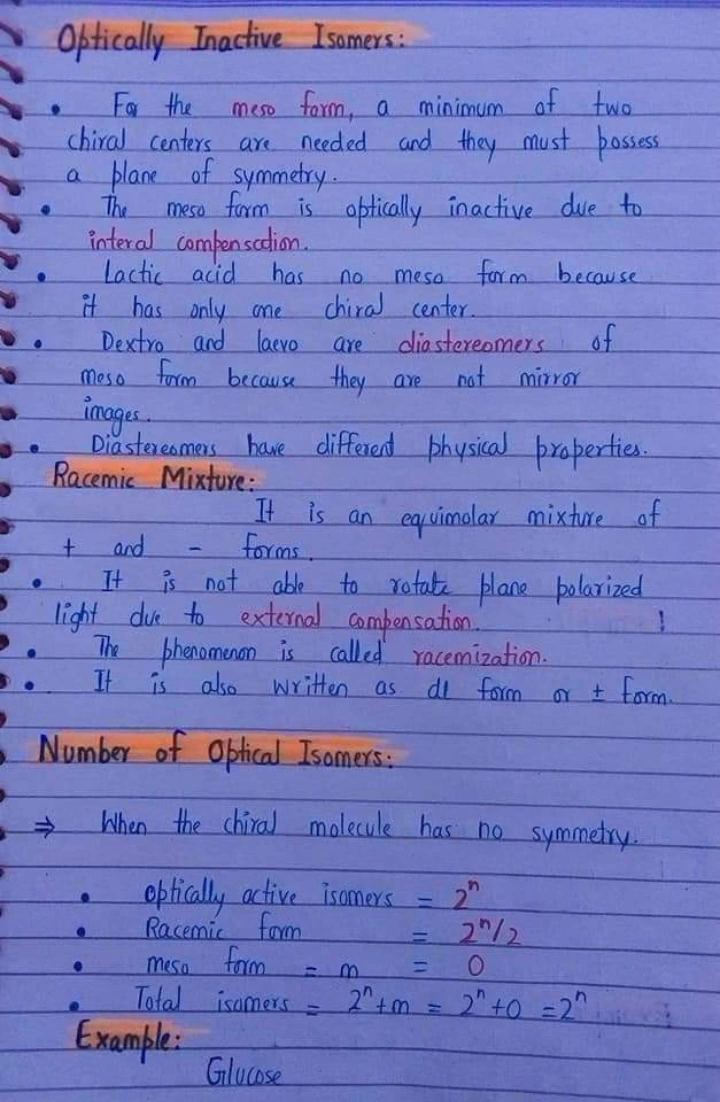 Optically Inactive Isomers:
• For the meso form, a minimum of two
chiral centers are needed and they must possess
a plane of symmetry.
• The meso form is optically inactive due to
interal compensation.
• Lactic acid has no meso form because
it has only one chiral center.
• Dextro and laevo are diastereomers of
meso form because they are not mirror
images.
• Diastereomers have different physical properties.
Racemic Mixture:
It is an equimolar mixture of
+ and - forms.
• It is not able to rotate plane polarized
light due to external compensation.
• The phenomenon is called racemization.
• It is also written as dl form or ± form.
Number of Optical Isomers:
⇒ When the chiral molecule has no symmetry.
• optically active isomers = 2ⁿ
• Racemic form = 2ⁿ/2
• meso form = m = 0
• Total isomers = 2ⁿ+m = 2ⁿ+0 = 2ⁿ
Example:
Glucose